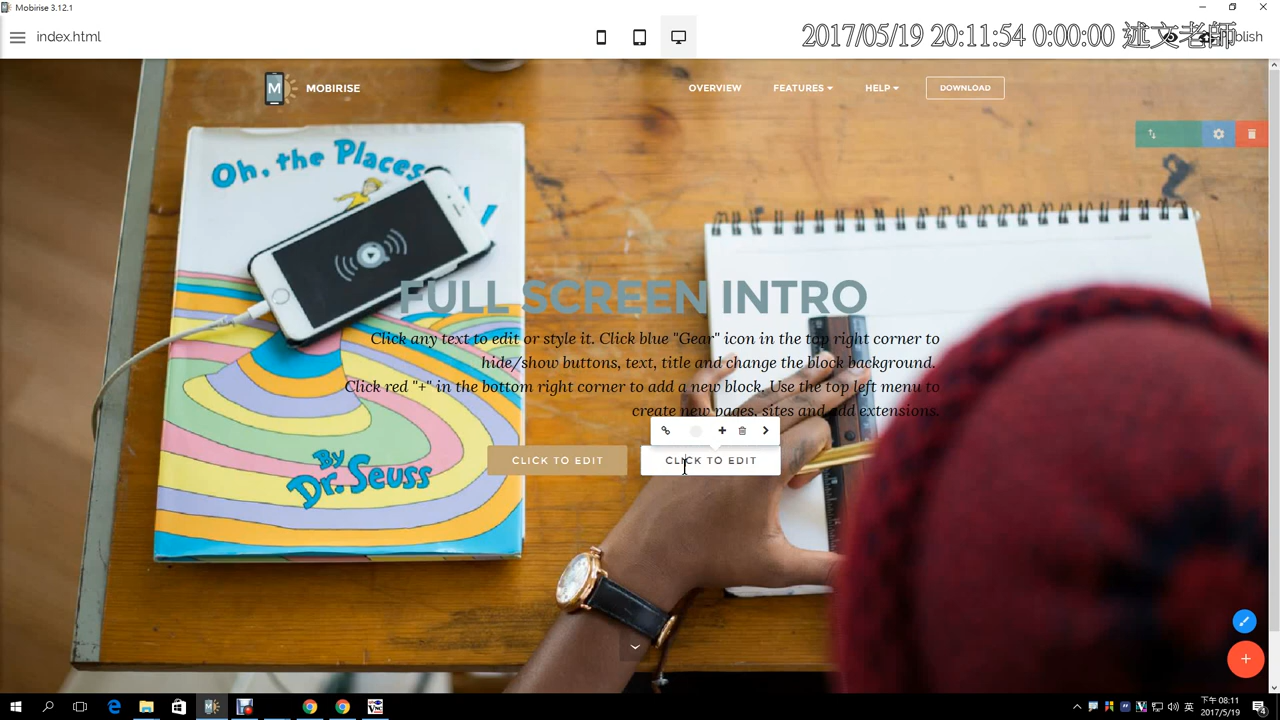 Mobirise 3.12.1
index.html
2017/05/19 20:11:54 0:00:00 述文老師
M
MOBIRISE
OVERVIEW
FEATURES
HELP
DOWNLOAD
Oh, the Places
FULL SCREEN INTRO
Click any text to edit or style it. Click blue "Gear" icon in the top right corner to
hide/show buttons, text, title and change the block background.
Click red "+" in the bottom right corner to add a new block. Use the top left menu to
create new pages, sites and add extensions.
CLICK TO EDIT
CLICK TO EDIT
By
Dr. Seuss
英
下午 08:11
2017/5/19